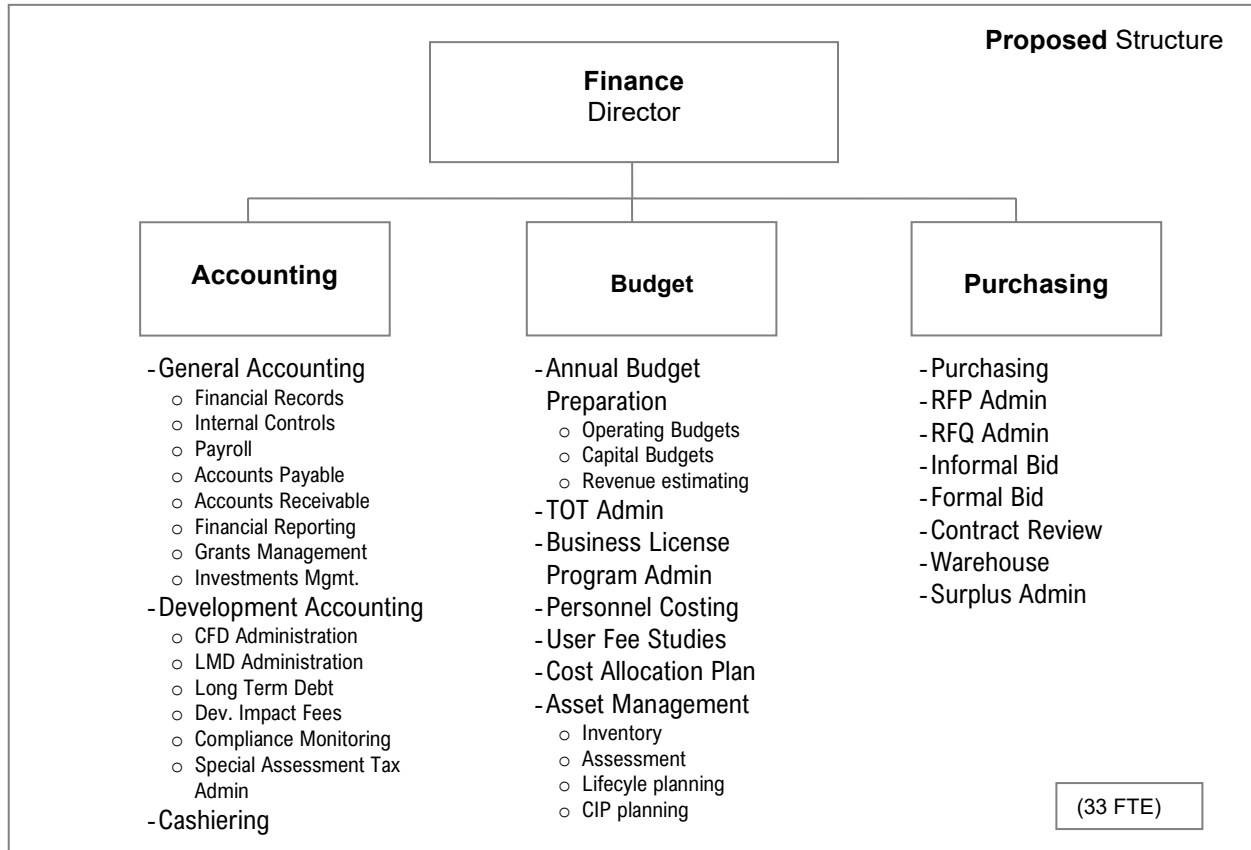 Proposed Structure
Finance
Director
Accounting
-General Accounting
o Financial Records
o Internal Controls
o Payroll
o Accounts Payable
o Accounts Receivable
o Financial Reporting
o Grants Management
o Investments Mgmt.
-Development Accounting
o CFD Administration
o LMD Administration
o Long Term Debt
o Dev. Impact Fees
o Compliance Monitoring
o Special Assessment Tax
Admin
-Cashiering
Budget
-Annual Budget
Preparation
o Operating Budgets
o Capital Budgets
o Revenue estimating
-TOT Admin
-Business License
Program Admin
-Personnel Costing
-User Fee Studies
-Cost Allocation Plan
-Asset Management
o Inventory
o Assessment
o Lifecyle planning
o CIP planning
Purchasing
-Purchasing
-RFP Admin
-RFQ Admin
-Informal Bid
-Formal Bid
-Contract Review
-Warehouse
-Surplus Admin
(33 FTE)